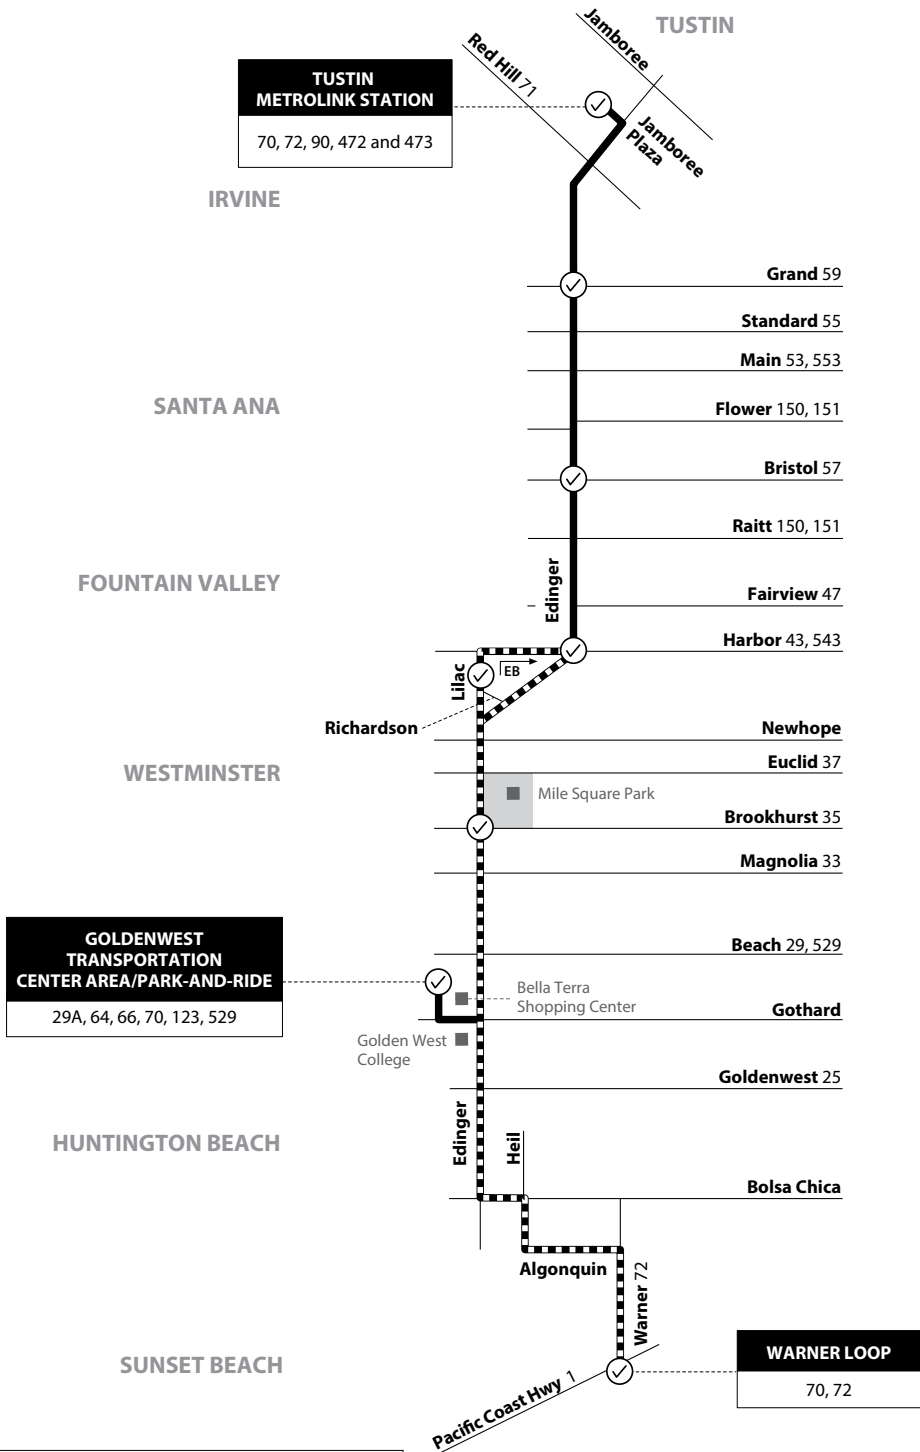 TUSTIN
Jamboree
Red Hill 71
TUSTIN
METROLINK STATION
70, 72, 90, 472 and 473
Jamboree
Plaza
IRVINE
Grand 59
Standard 55
Main 53, 553
SANTA ANA
Flower 150, 151
Bristol 57
Raitt 150, 151
FOUNTAIN VALLEY
Edinger
Fairview 47
Harbor 43, 543
Lilac
EB
Richardson
Newhope
WESTMINSTER
Euclid 37
Mile Square Park
Brookhurst 35
Magnolia 33
GOLDENWEST
TRANSPORTATION
CENTER AREA/PARK-AND-RIDE
29A, 64, 66, 70, 123, 529
Beach 29, 529
Bella Terra
Shopping Center
Gothard
Golden West
College
Goldenwest 25
HUNTINGTON BEACH
Edinger
Heil
Bolsa Chica
Algonquin
Warner 72
SUNSET BEACH
WARNER LOOP
70, 72
Pacific Coast Hwy 1